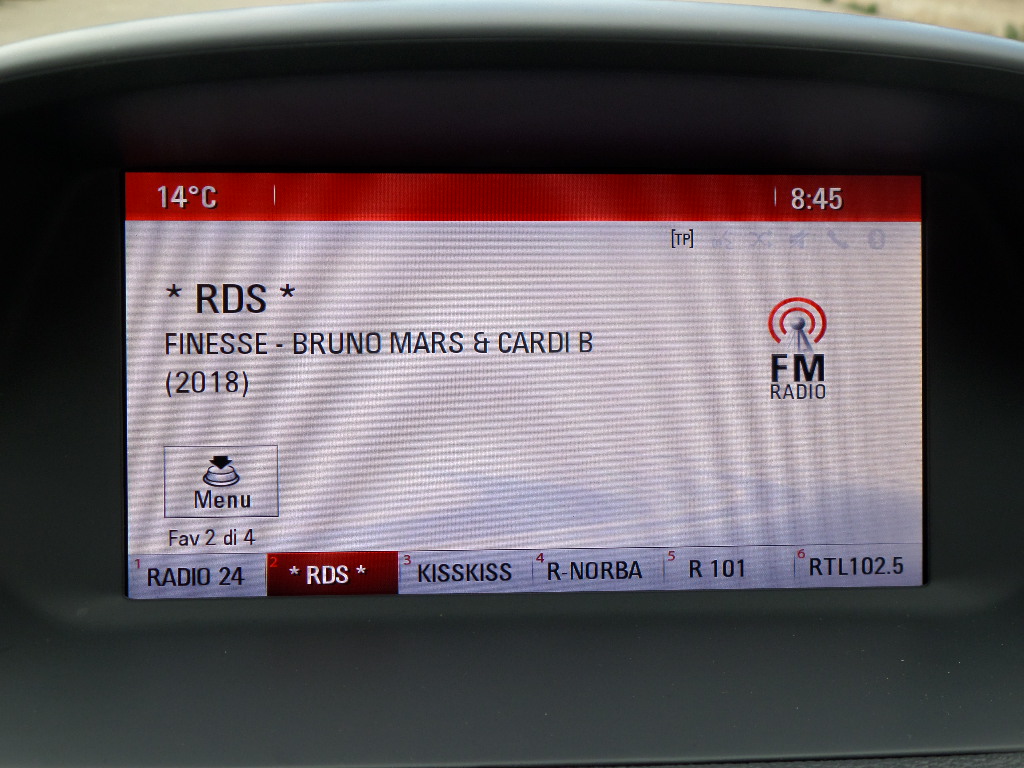 14°C 8:45
[TP]
* RDS *
FINESSE - BRUNO MARS & CARDI B
(2018)
FM
RADIO
Menu
Fav 2 di 4
1 RADIO 24 2 * RDS * 3 KISSKISS 4 R-NORBA 5 R 101 6 RTL102.5